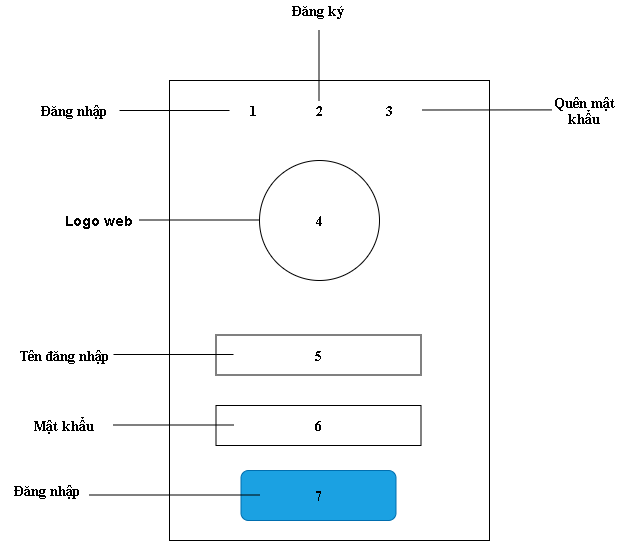 Đăng ký
Đăng nhập
1
2
3
Quên mật
khẩu
Logo web
4
Tên đăng nhập
5
Mật khẩu
6
Đăng nhập
7